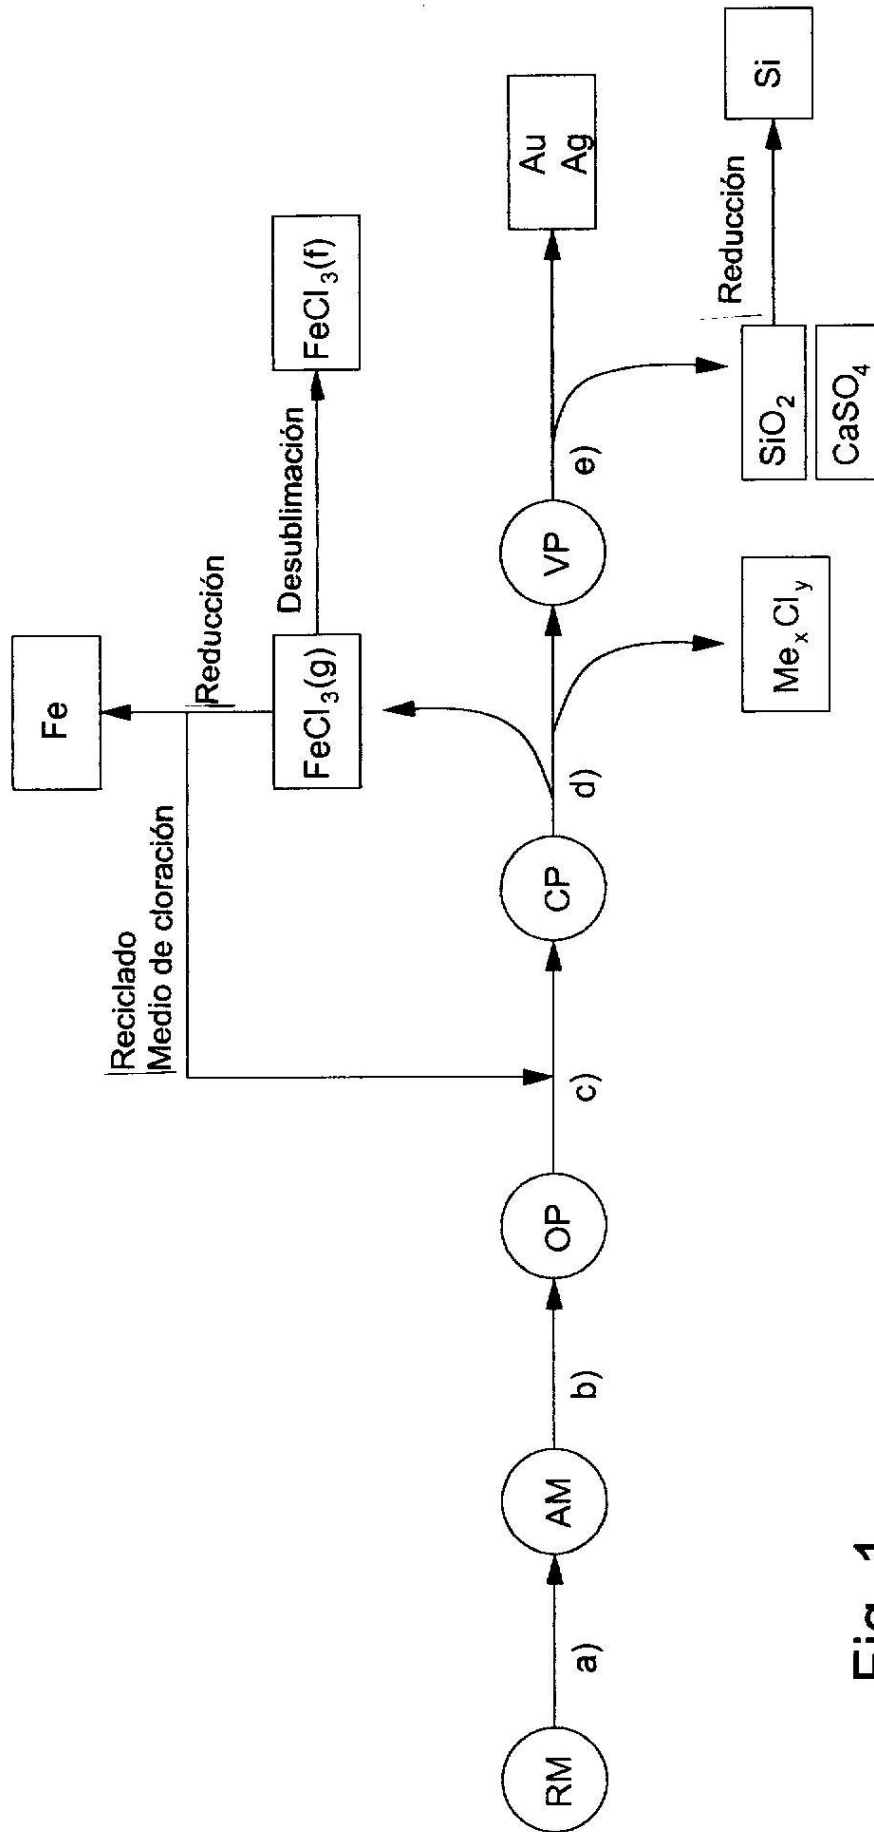 Fe
Reducción
Reciclado
Medio de cloración
FeCl₃(g)
Desublimación
FeCl₃(f)
RM
a)
AM
b)
OP
c)
CP
d)
VP
e)
Au
Ag
MeₓClᵧ
SiO₂
CaSO₄
Reducción
Si
Fig. 1